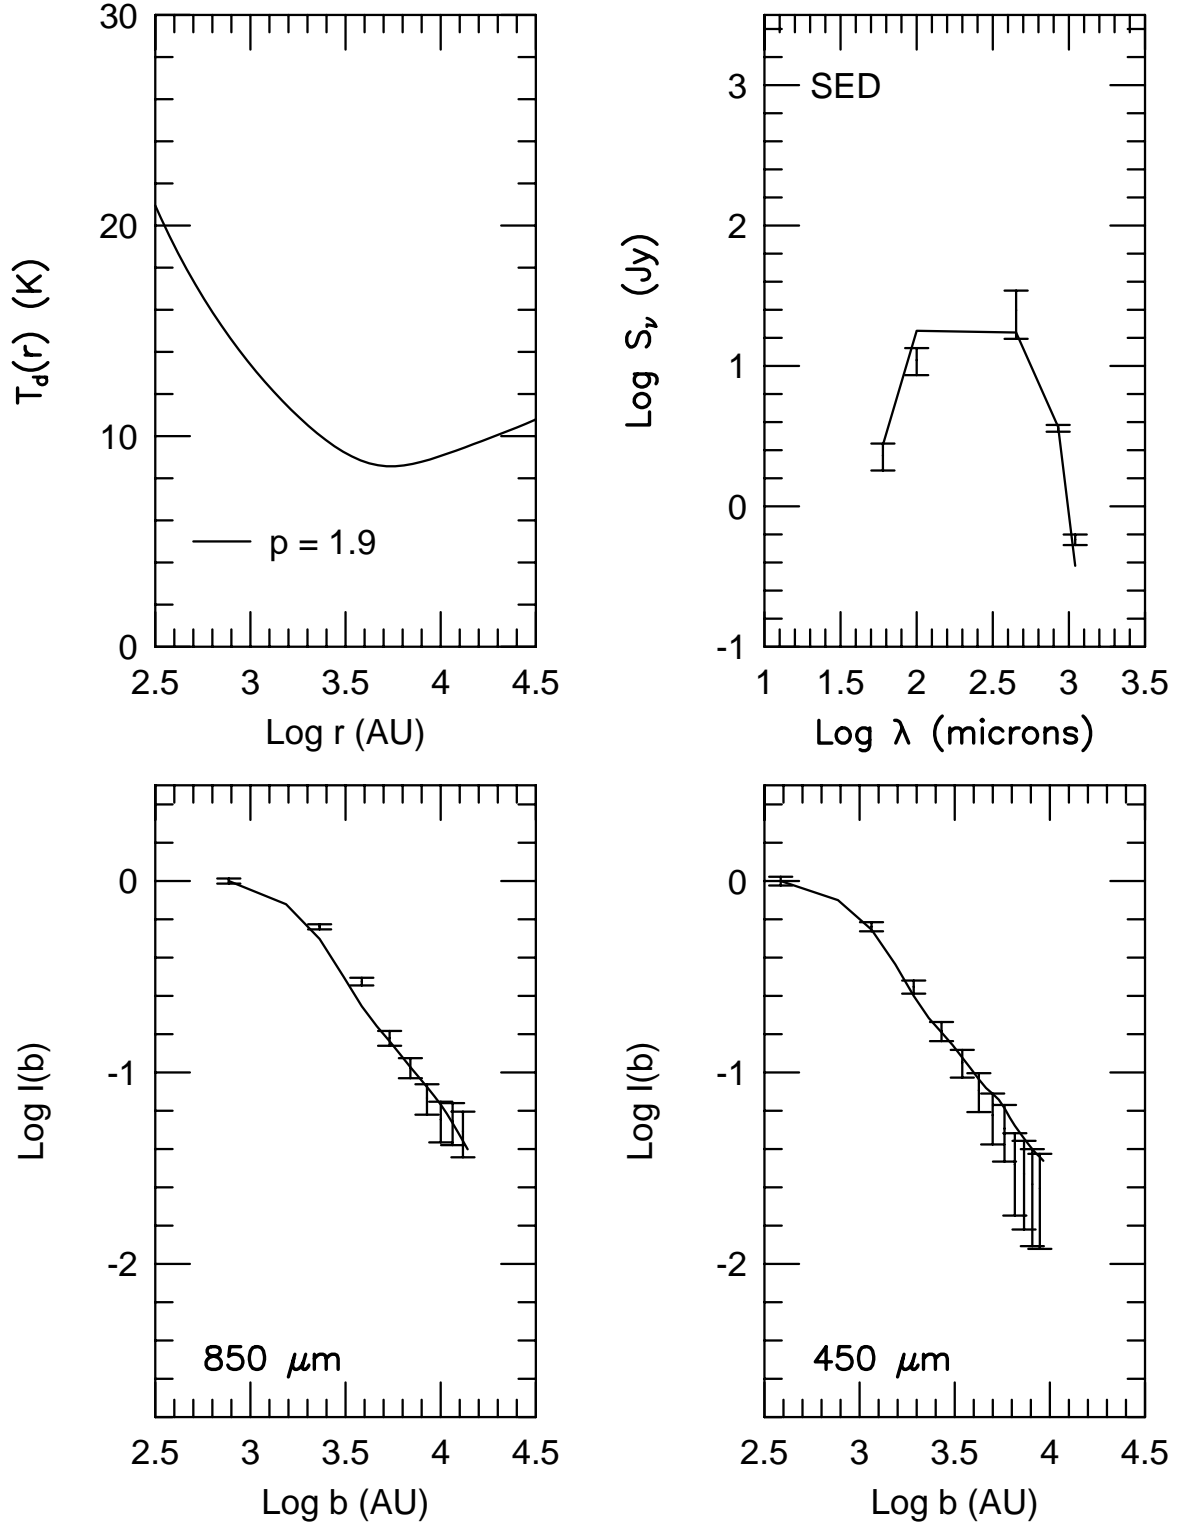 30
20
10
0
T_d(r) (K)
p = 1.9
2.5 3 3.5 4 4.5
Log r (AU)
3
2
1
0
-1
Log S_ν (Jy)
SED
1 1.5 2 2.5 3 3.5
Log λ (microns)
0
-1
-2
Log I(b)
850 μm
2.5 3 3.5 4 4.5
Log b (AU)
0
-1
-2
Log I(b)
450 μm
2.5 3 3.5 4 4.5
Log b (AU)